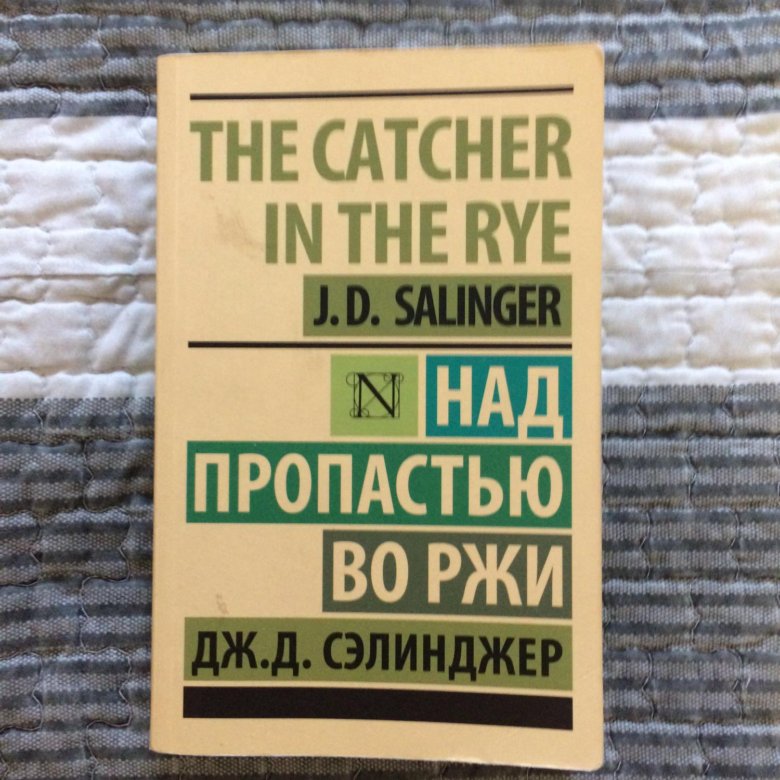 THE CATCHER
IN THE RYE
J. D. SALINGER
N НАД
ПРОПАСТЬЮ
ВО РЖИ
ДЖ.Д. СЭЛИНДЖЕР